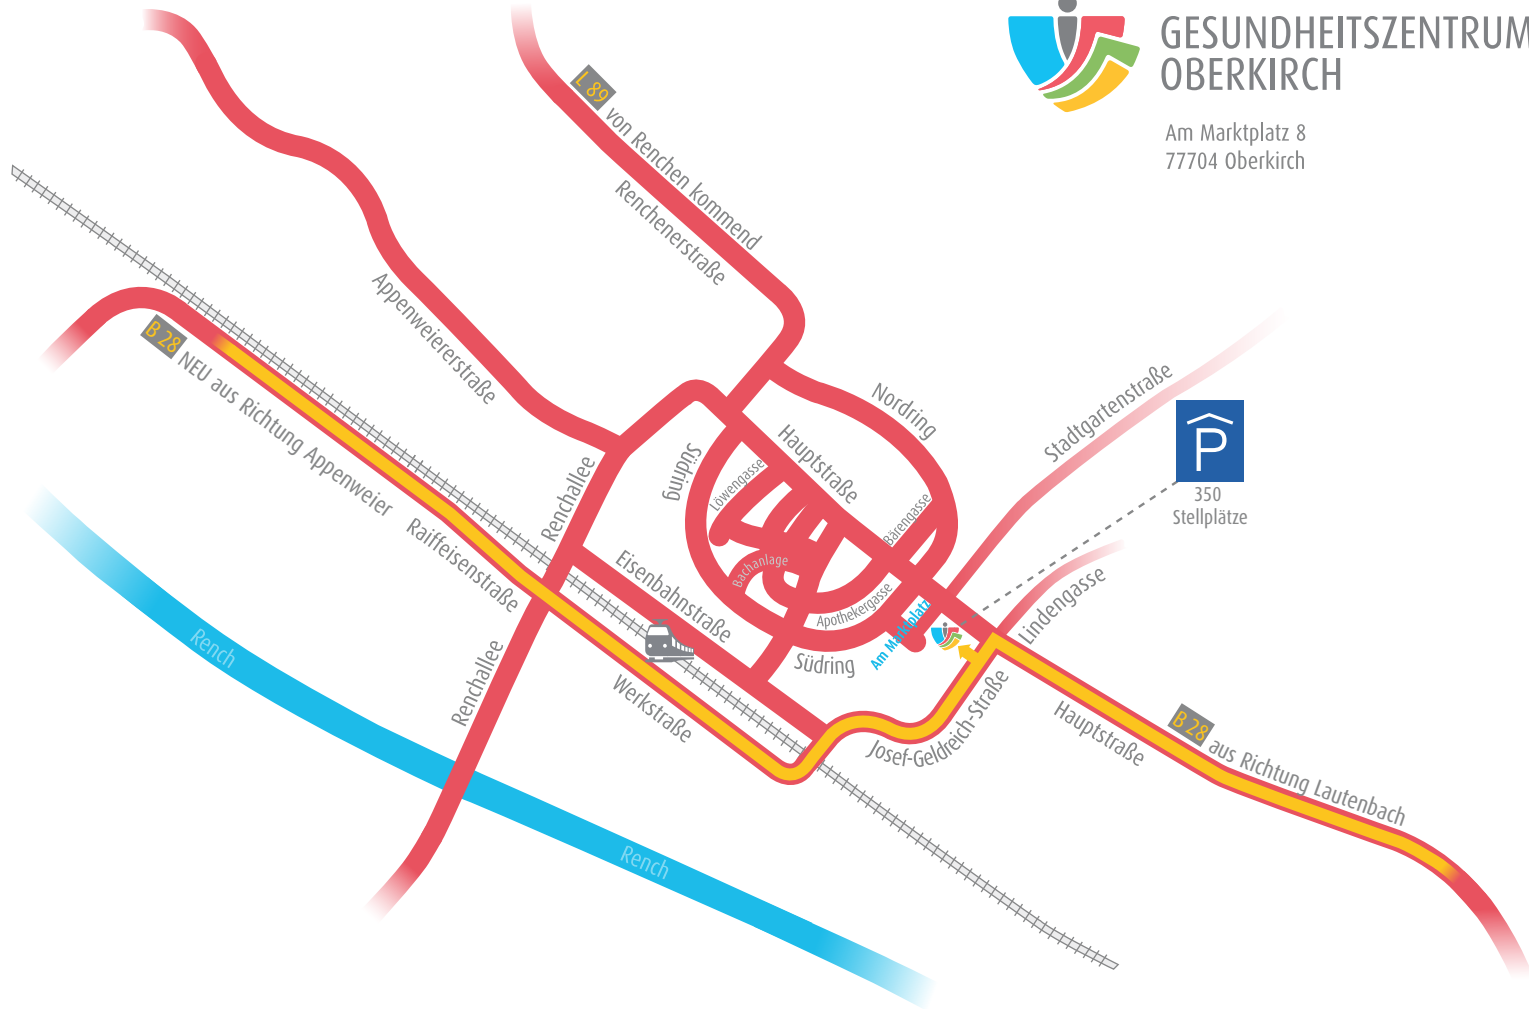 GESUNDHEITSZENTRUM
OBERKIRCH
Am Marktplatz 8
77704 Oberkirch
L 89 von Renchen kommend
Renchenerstraße
Appenweiererstraße
B 28 NEU aus Richtung Appenweier
Raiffeisenstraße
Renchallee
Südring
Hauptstraße
Nordring
Löwengasse
Bärengasse
Bachanlage
Apothekergasse
Stadtgartenstraße
P
350
Stellplätze
Lindengasse
Am Marktplatz
Eisenbahnstraße
Südring
Werkstraße
Renchallee
Josef-Geldreich-Straße
Hauptstraße
B 28 aus Richtung Lautenbach
Rench
Rench